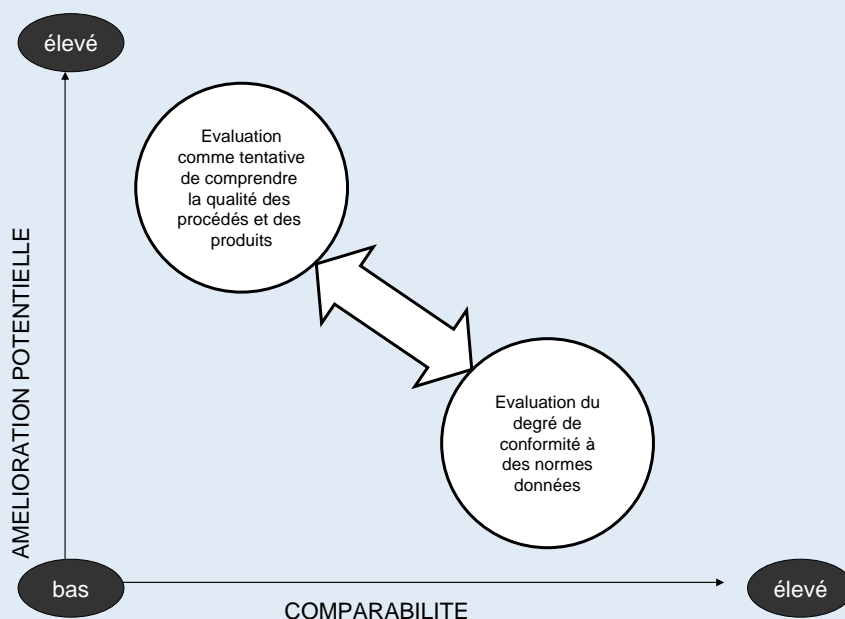 élevé
Evaluation
comme tentative
de comprendre
la qualité des
procédés et des
produits
AMELIORATION POTENTIELLE
Evaluation du
degré de
conformité à
des normes
données
bas
élevé
COMPARABILITE